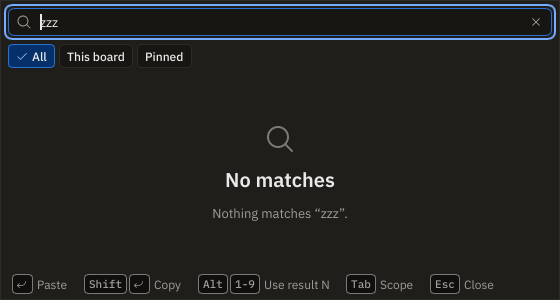 zzz
All This board Pinned
No matches
Nothing matches “zzz”.
Paste Shift Copy Alt 1-9 Use result N Tab Scope Esc Close